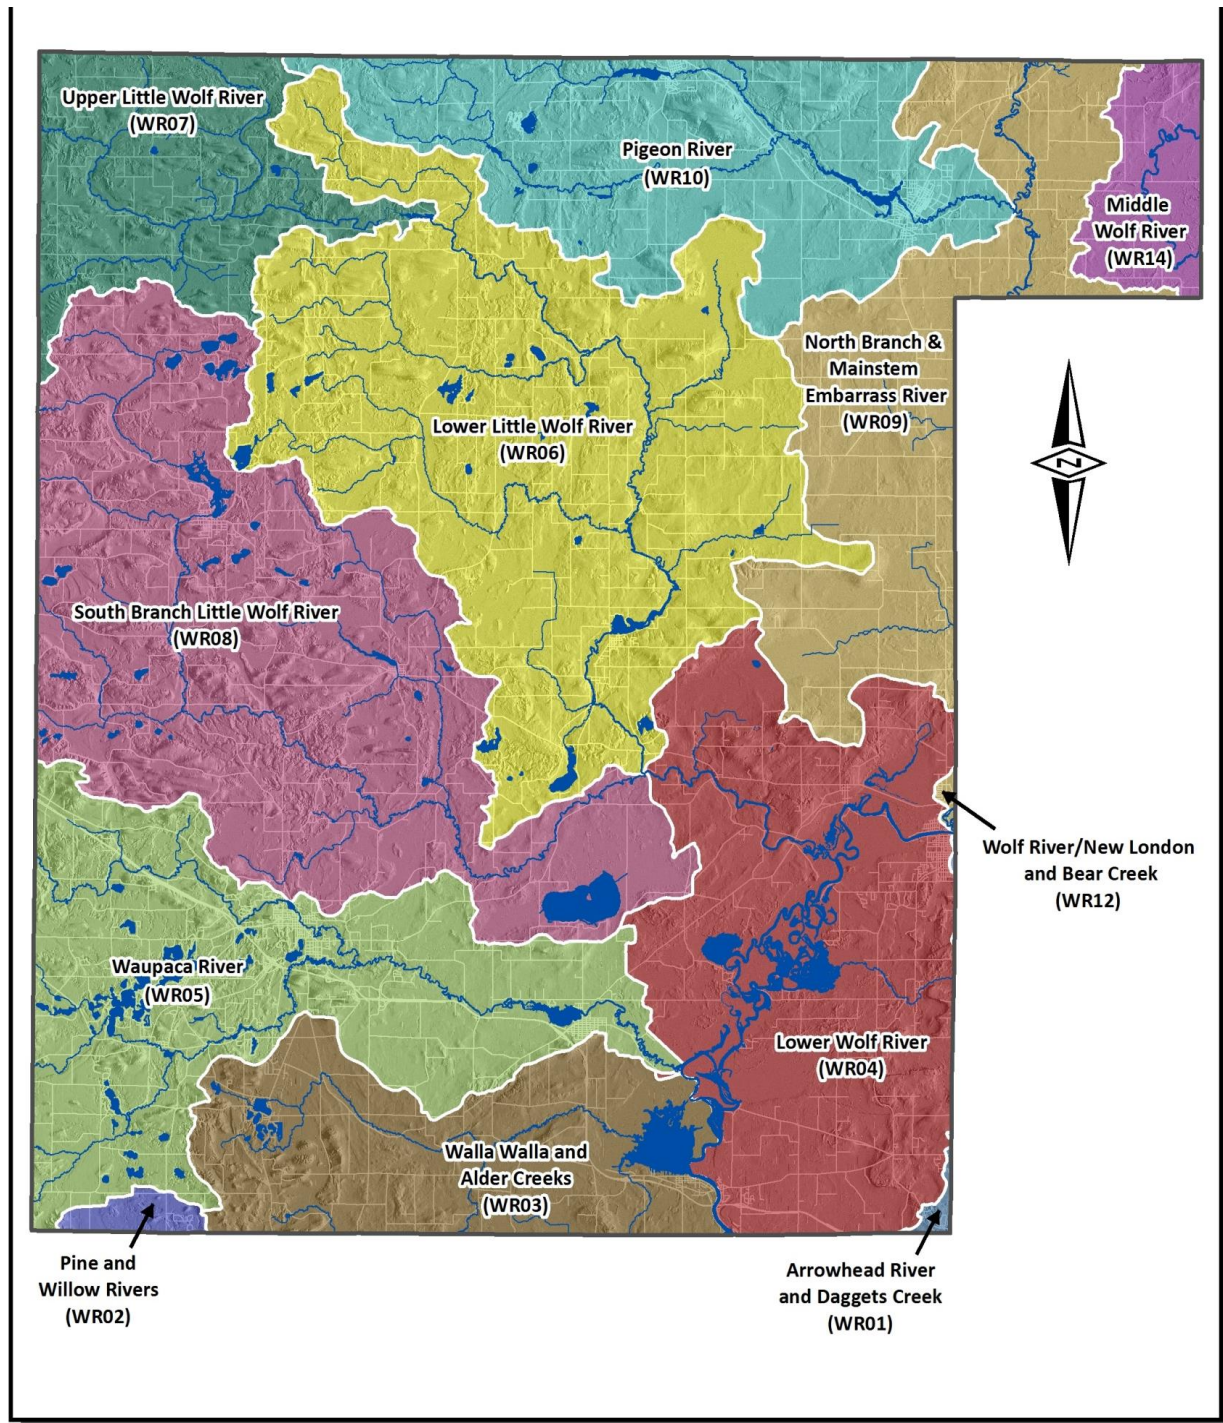 Upper Little Wolf River
(WR07)
Pigeon River
(WR10)
Middle
Wolf River
(WR14)
North Branch &
Mainstem
Embarrass River
(WR09)
Lower Little Wolf River
(WR06)
N
South Branch Little Wolf River
(WR08)
Wolf River/New London
and Bear Creek
(WR12)
Waupaca River
(WR05)
Lower Wolf River
(WR04)
Walla Walla and
Alder Creeks
(WR03)
Pine and
Willow Rivers
(WR02)
Arrowhead River
and Daggets Creek
(WR01)